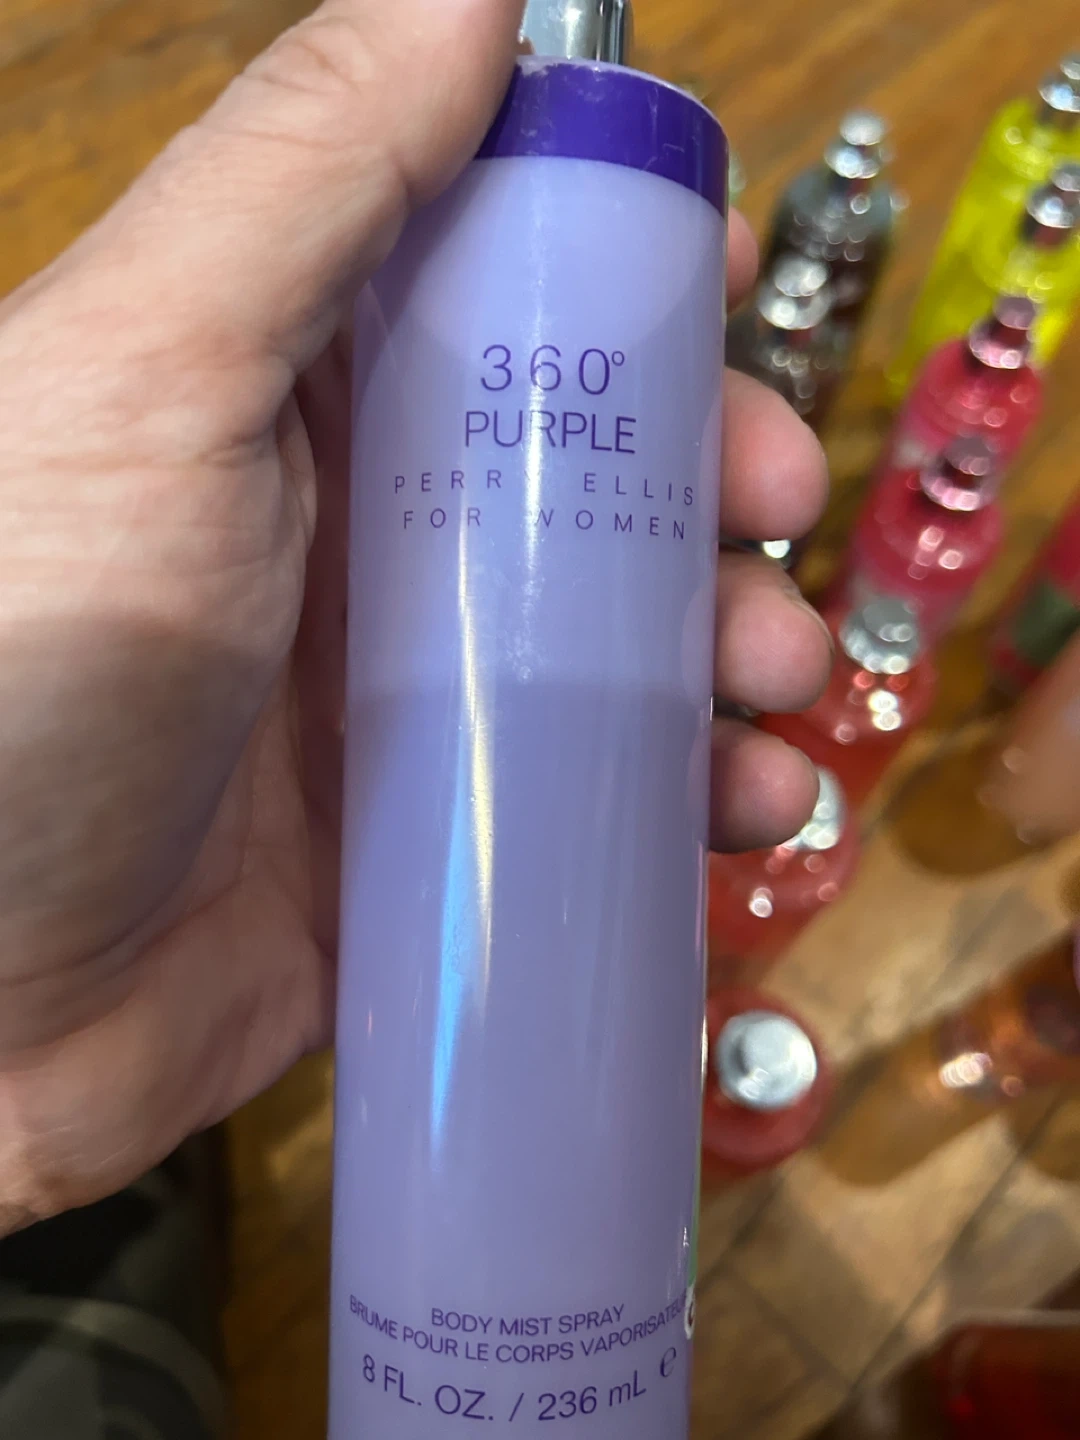 360°
PURPLE
PERRY ELLIS
FOR WOMEN
BODY MIST SPRAY
BRUME POUR LE CORPS VAPORISATEUR
8 FL. OZ. / 236 mL e